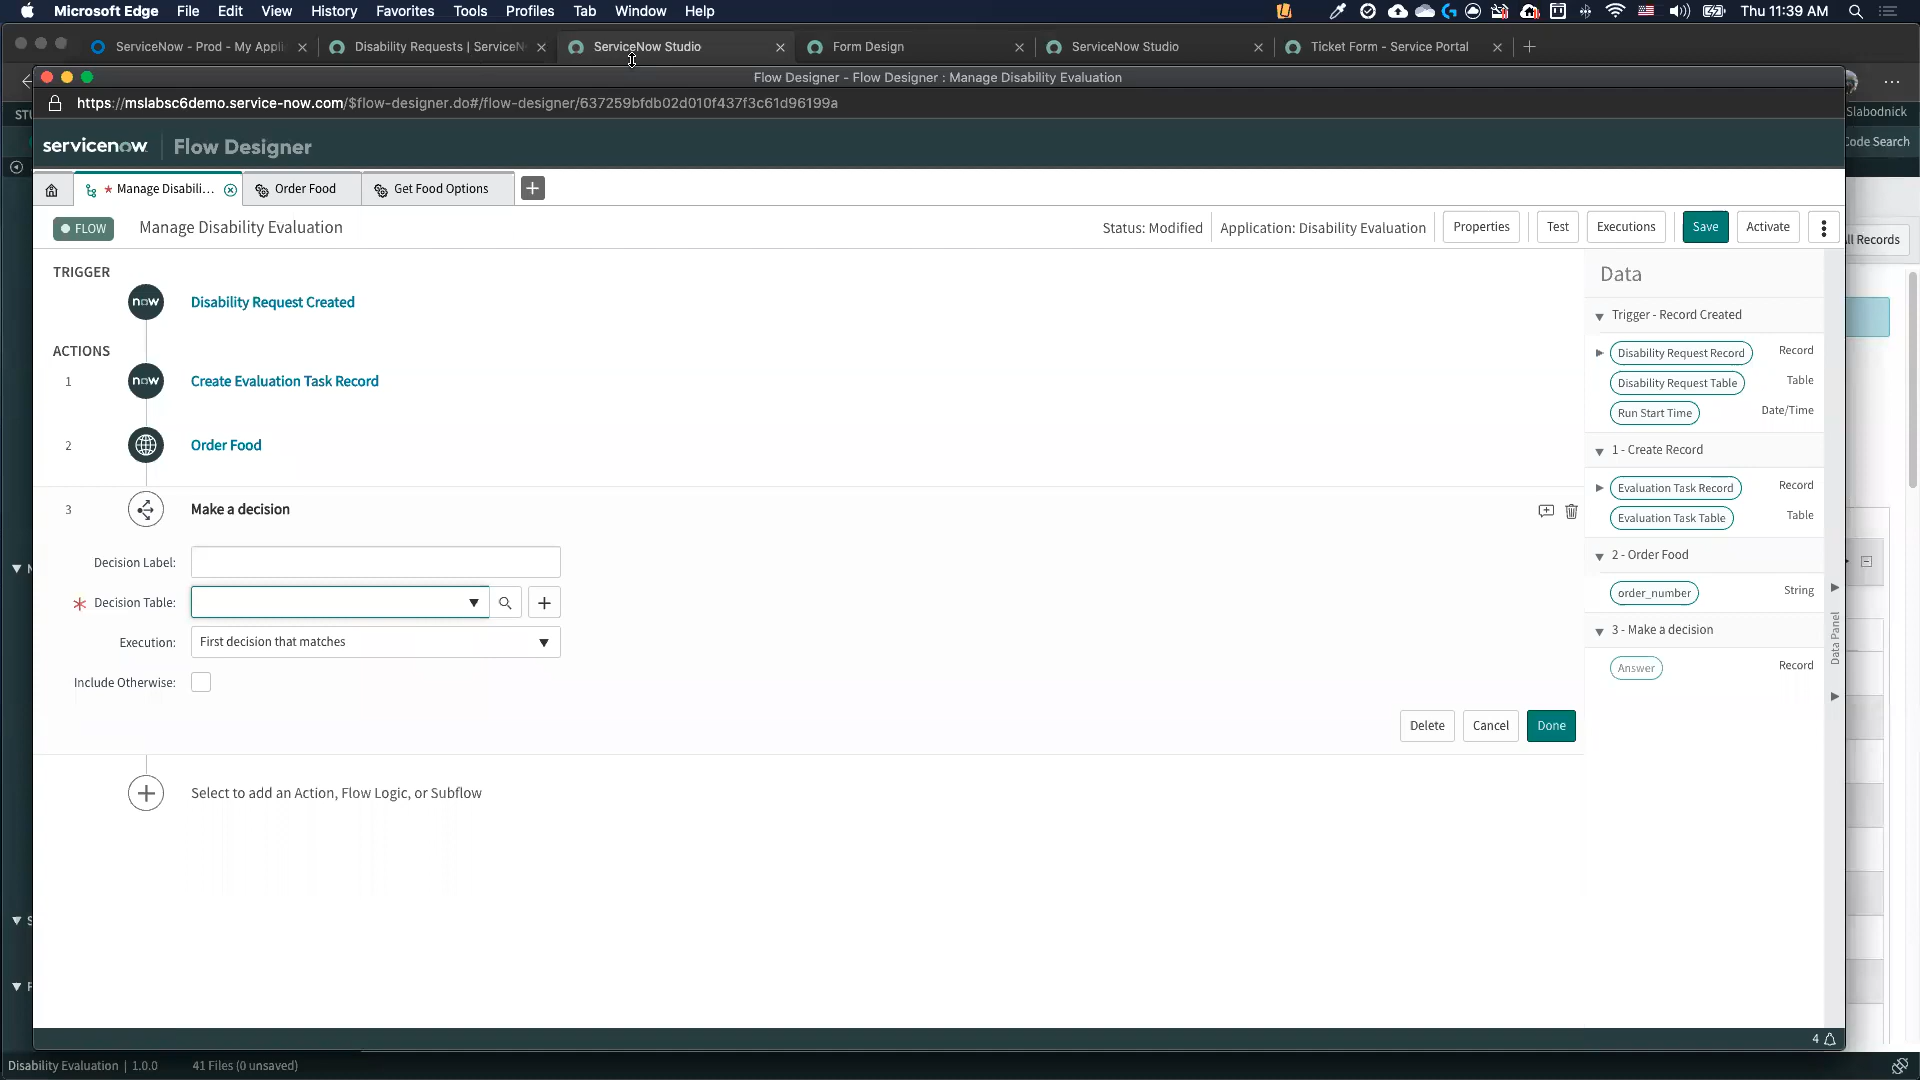 Microsoft Edge File Edit View History Favorites Tools Profiles Tab Window Help Thu 11:39 AM
ServiceNow - Prod - My Appli
Disability Requests | ServiceN
ServiceNow Studio
Form Design
ServiceNow Studio
Ticket Form - Service Portal
Flow Designer - Flow Designer : Manage Disability Evaluation
https://mslabsc6demo.service-now.com/$flow-designer.do#/flow-designer/637259bfdb02d010f437f3c61d96199a
STU
Slabodnick
servicenow Flow Designer
Code Search
* Manage Disabili...
Order Food
Get Food Options
FLOW
Manage Disability Evaluation
Status: Modified
Application: Disability Evaluation
Properties
Test
Executions
Save
Activate
ll Records
TRIGGER
Disability Request Created
ACTIONS
1
now
Create Evaluation Task Record
2
Order Food
3
Make a decision
Decision Label:
* Decision Table:
Execution:
First decision that matches
Include Otherwise:
Delete
Cancel
Done
Select to add an Action, Flow Logic, or Subflow
Data
Trigger - Record Created
Disability Request Record Record
Disability Request Table Table
Run Start Time Date/Time
1 - Create Record
Evaluation Task Record Record
Evaluation Task Table Table
2 - Order Food
order_number String
3 - Make a decision
Answer Record
Data Panel
4
Disability Evaluation | 1.0.0
41 Files (0 unsaved)